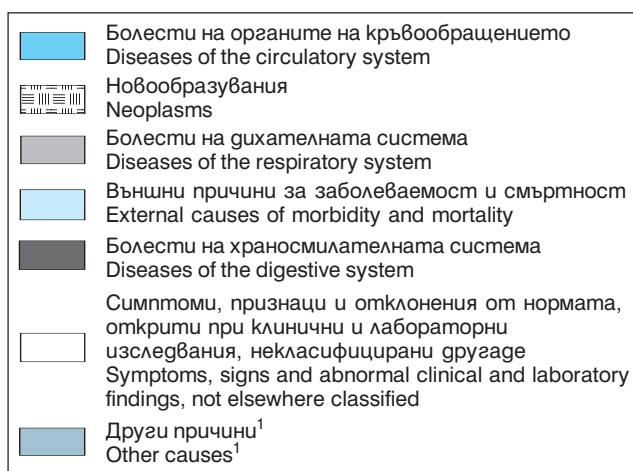 Болести на органите на кръвообращението
Diseases of the circulatory system
Новообразувания
Neoplasms
Болести на дихателната система
Diseases of the respiratory system
Външни причини за заболеваемост и смъртност
External causes of morbidity and mortality
Болести на храносмилателната система
Diseases of the digestive system
Симптоми, признаци и отклонения от нормата,
открити при клинични и лабораторни
изследвания, некласифицирани другаде
Symptoms, signs and abnormal clinical and laboratory
findings, not elsewhere classified
Други причини¹
Other causes¹